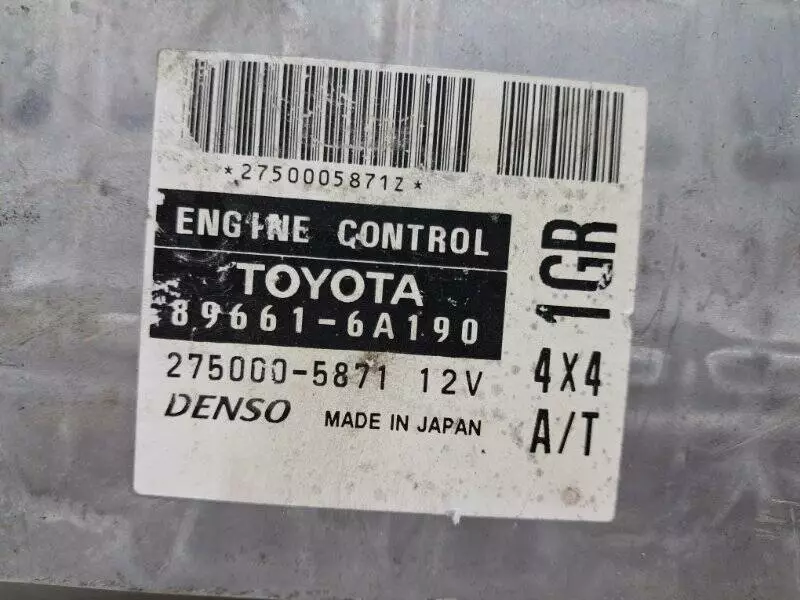 *2750005871Z*
ENGINE CONTROL
TOYOTA
89661-6A190
275000-5871 12V
DENSO MADE IN JAPAN
1GR
4X4
A/T